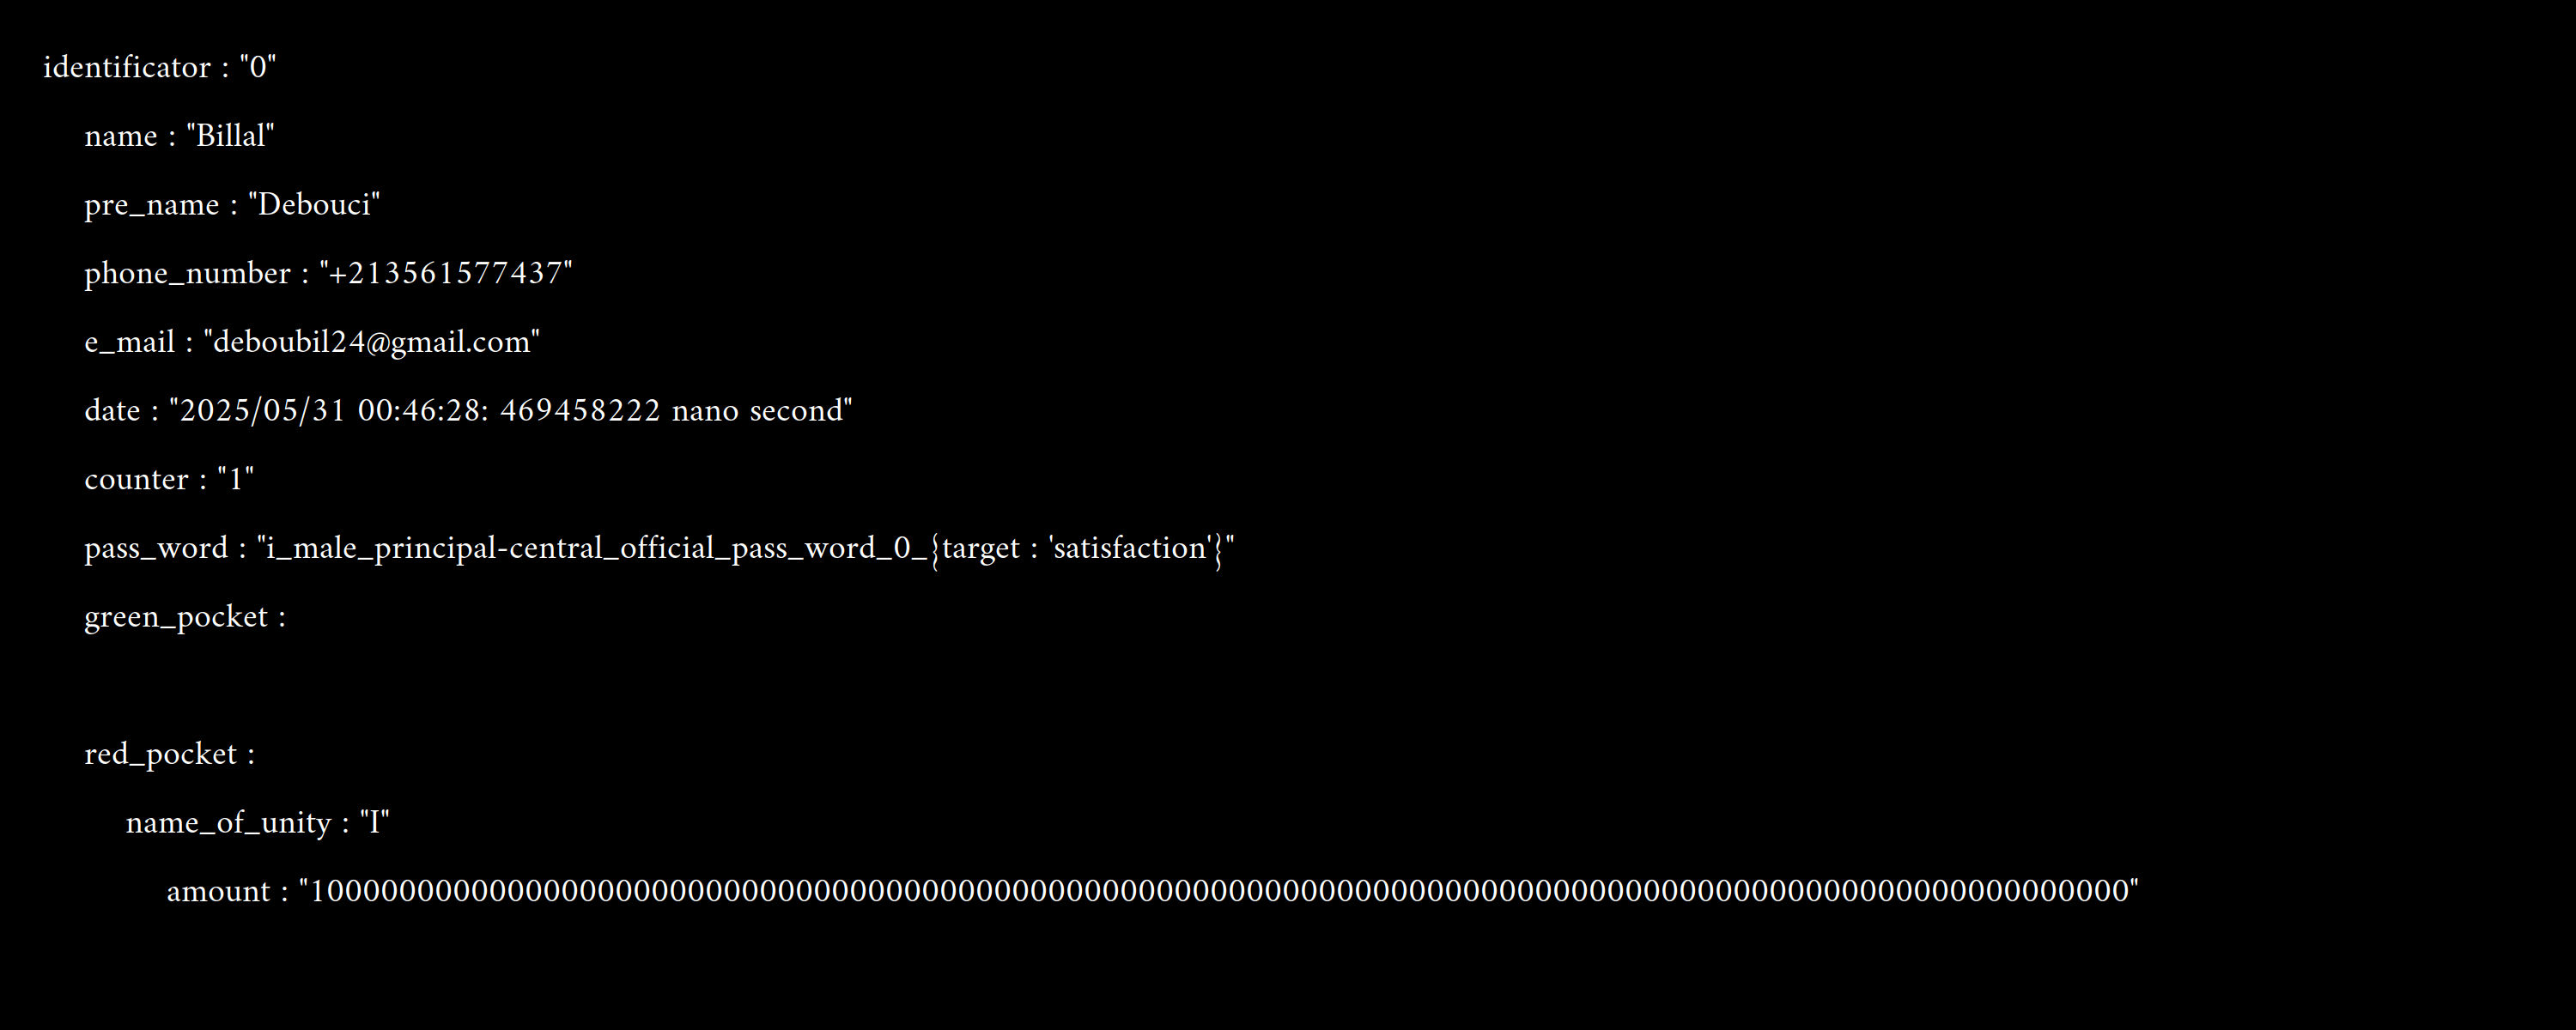 identificator : "0"
name : "Billal"
pre_name : "Debouci"
phone_number : "+213561577437"
e_mail : "deboubil24@gmail.com"
date : "2025/05/31 00:46:28: 469458222 nano second"
counter : "1"
pass_word : "i_male_principal-central_official_pass_word_0_{target : 'satisfaction'}"
green_pocket :
red_pocket :
name_of_unity : "I"
amount : "1000000000000000000000000000000000000000000000000000000000000000000000000000000000000000000000000000"